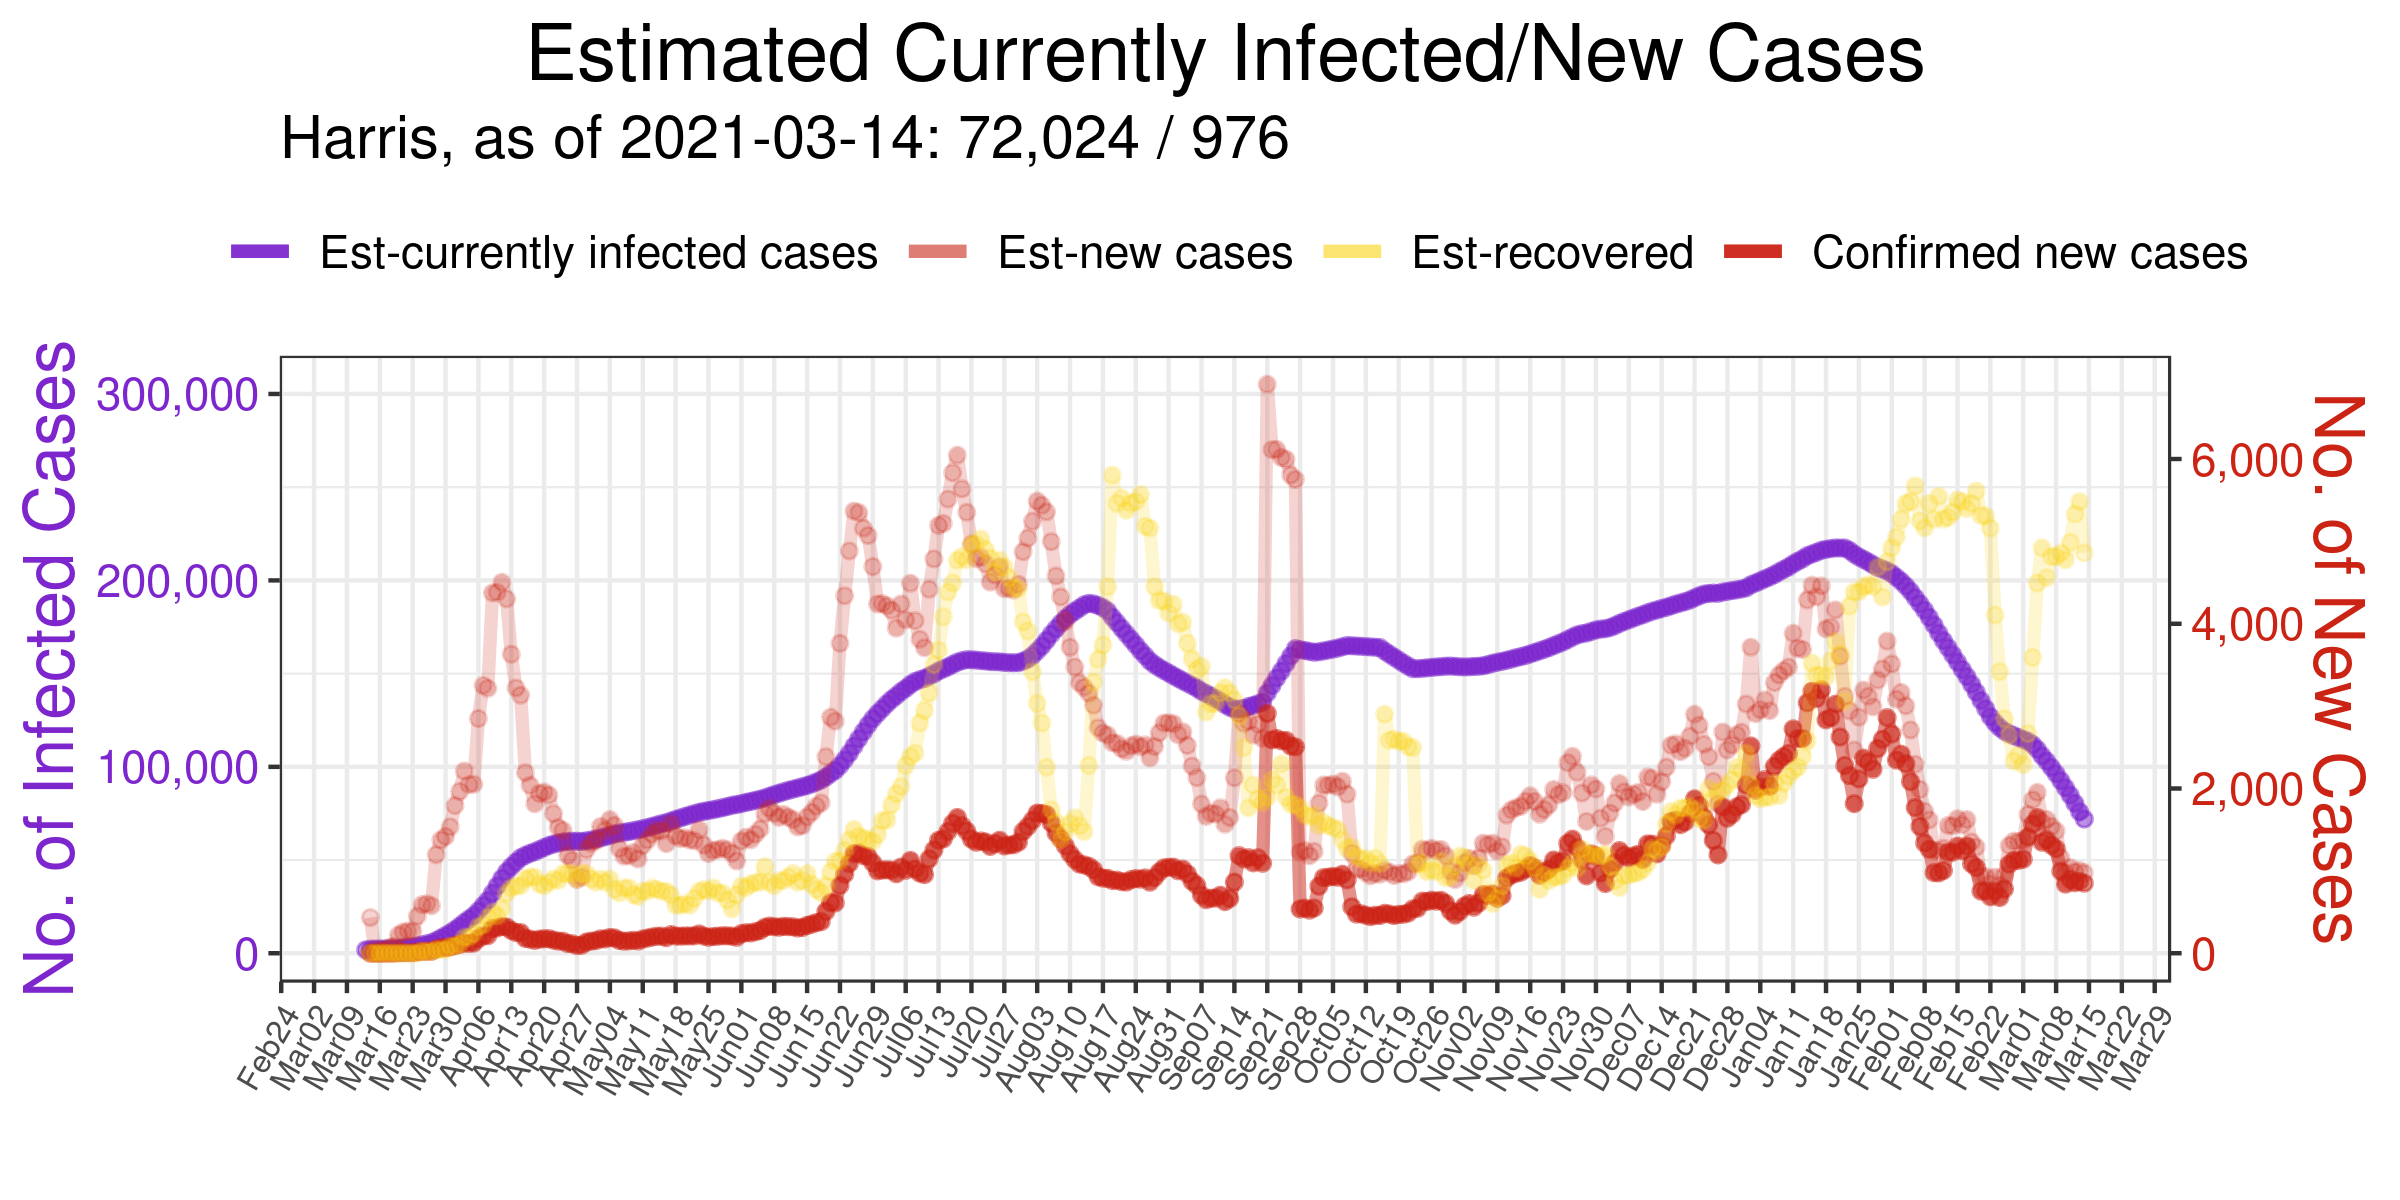 Estimated Currently Infected/New Cases
Harris, as of 2021-03-14: 72,024 / 976
Est-currently infected cases Est-new cases Est-recovered Confirmed new cases
No. of Infected Cases
300,000
200,000
100,000
0
6,000
4,000
2,000
0
No. of New Cases
Feb24 Mar02 Mar09 Mar16 Mar23 Mar30 Apr06 Apr13 Apr20 Apr27 May04 May11 May18 May25 Jun01 Jun08 Jun15 Jun22 Jun29 Jul06 Jul13 Jul20 Jul27 Aug03 Aug10 Aug17 Aug24 Aug31 Sep07 Sep14 Sep21 Sep28 Oct05 Oct12 Oct19 Oct26 Nov02 Nov09 Nov16 Nov23 Nov30 Dec07 Dec14 Dec21 Dec28 Jan04 Jan11 Jan18 Jan25 Feb01 Feb08 Feb15 Feb22 Mar01 Mar08 Mar15 Mar22 Mar29